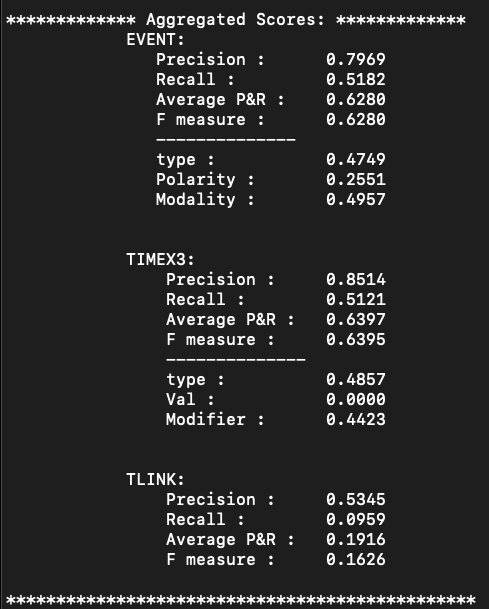 ************* Aggregated Scores: *************
EVENT:
Precision : 0.7969
Recall : 0.5182
Average P&R : 0.6280
F measure : 0.6280
--------------
type : 0.4749
Polarity : 0.2551
Modality : 0.4957
TIMEX3:
Precision : 0.8514
Recall : 0.5121
Average P&R : 0.6397
F measure : 0.6395
--------------
type : 0.4857
Val : 0.0000
Modifier : 0.4423
TLINK:
Precision : 0.5345
Recall : 0.0959
Average P&R : 0.1916
F measure : 0.1626
***********************************************